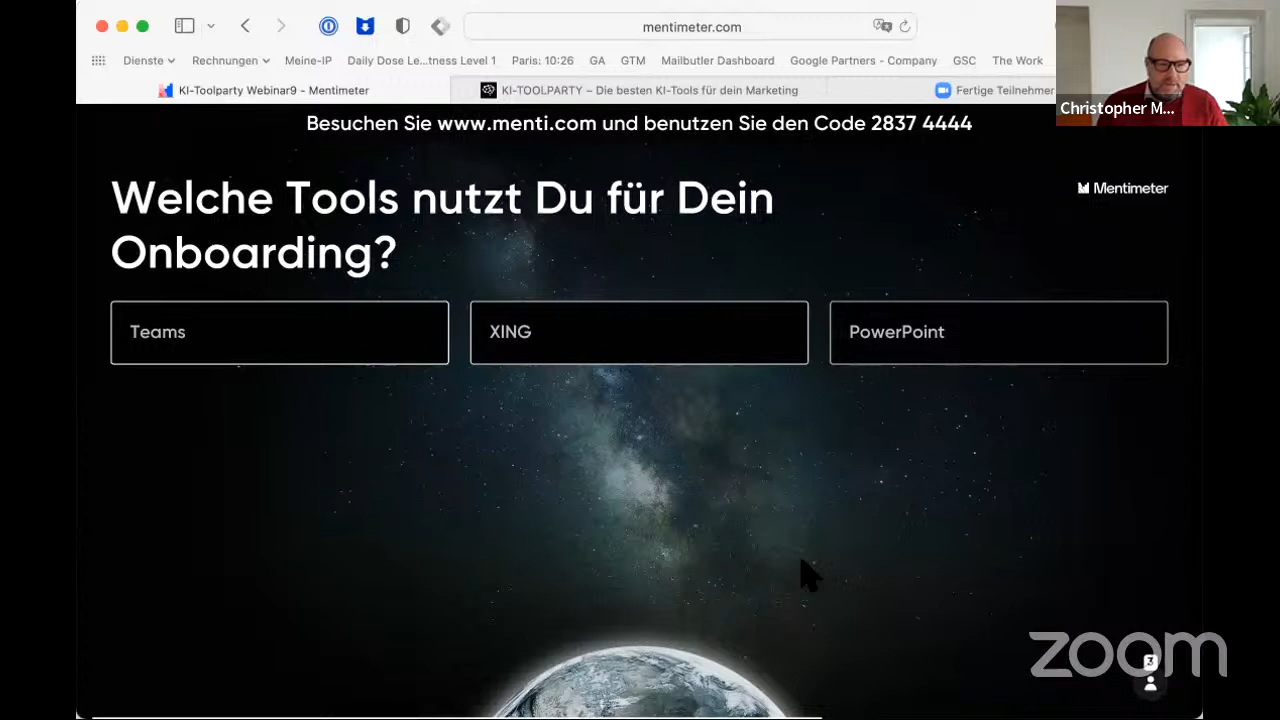 mentimeter.com
Dienste
Rechnungen
Meine-IP
Daily Dose Le...tness Level 1
Paris: 10:26
GA
GTM
Mailbutler Dashboard
Google Partners - Company
GSC
The Work
KI-Toolparty Webinar9 - Mentimeter
KI-TOOLPARTY – Die besten KI-Tools für dein Marketing
Fertige Teilnehmer
Christopher M...
Besuchen Sie www.menti.com und benutzen Sie den Code 2837 4444
Welche Tools nutzt Du für Dein
Onboarding?
Mentimeter
Teams
XING
PowerPoint
zoom
3